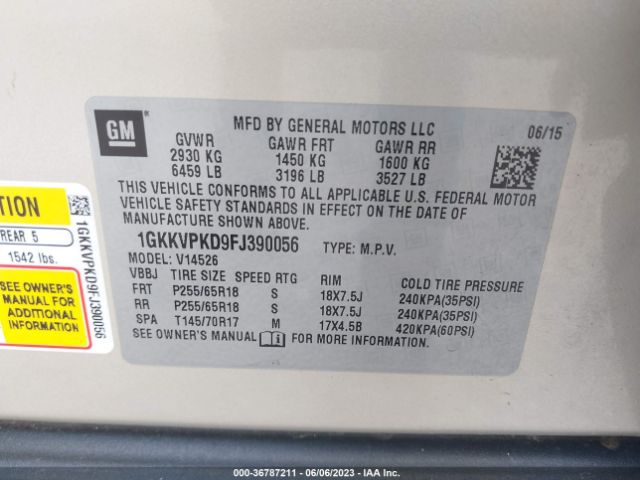 GM
MFD BY GENERAL MOTORS LLC 06/15
GVWR GAWR FRT GAWR RR
2930 KG 1450 KG 1600 KG
6459 LB 3196 LB 3527 LB
THIS VEHICLE CONFORMS TO ALL APPLICABLE U.S. FEDERAL MOTOR
VEHICLE SAFETY STANDARDS IN EFFECT ON THE DATE OF
MANUFACTURE SHOWN ABOVE.
1GKKVPKD9FJ390056 TYPE: M.P.V.
MODEL: V14526
VBBJ TIRE SIZE SPEED RTG RIM COLD TIRE PRESSURE
FRT P255/65R18 S 18X7.5J 240KPA(35PSI)
RR P255/65R18 S 18X7.5J 240KPA(35PSI)
SPA T145/70R17 M 17X4.5B 420KPA(60PSI)
SEE OWNER'S MANUAL FOR MORE INFORMATION.
TION
REAR 5
1542 lbs.
SEE OWNER'S
MANUAL FOR
ADDITIONAL
INFORMATION
1GKKVPKD9FJ390056
000-36787211 - 06/06/2023 - IAA Inc.